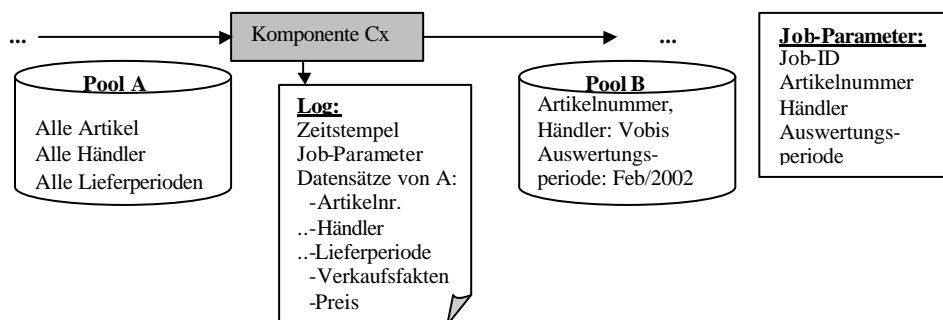 ...
Komponente Cx
...
Pool A
Alle Artikel
Alle Händler
Alle Lieferperioden
Log:
Zeitstempel
Job-Parameter
Datensätze von A:
-Artikelnr.
..-Händler
..-Lieferperiode
-Verkaufsfakten
-Preis
Pool B
Artikelnummer,
Händler: Vobis
Auswertungs-
periode: Feb/2002
Job-Parameter:
Job-ID
Artikelnummer
Händler
Auswertungs-
periode